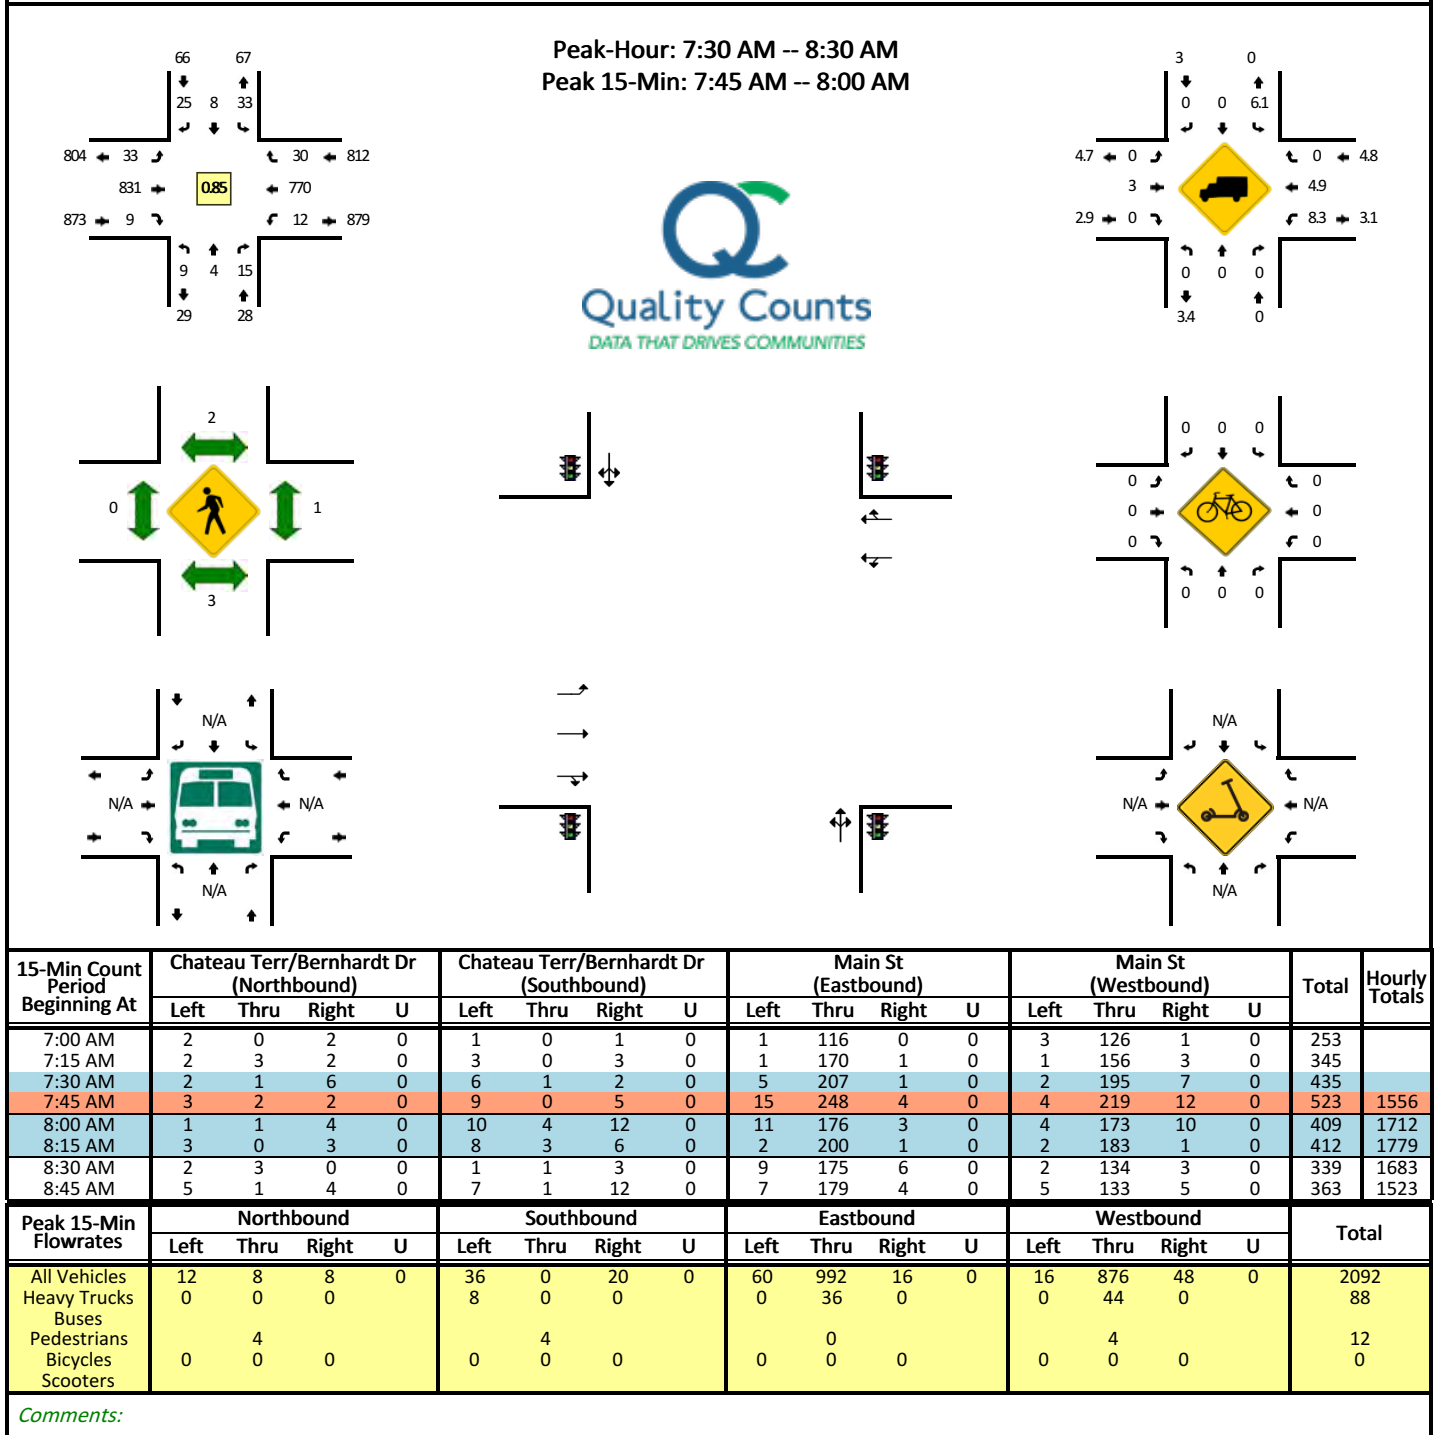 Peak-Hour: 7:30 AM -- 8:30 AM
Peak 15-Min: 7:45 AM -- 8:00 AM
66 67
25 8 33
804 33 30 812
831 0.85 770
873 9 12 879
9 4 15
29 28
QC
Quality Counts
DATA THAT DRIVES COMMUNITIES
3 0
0 0 6.1
4.7 0 0 4.8
3 4.9
2.9 0 8.3 3.1
0 0 0
3.4 0
2
0 1
3
0 0 0
0 0
0 0
0 0
0 0 0
N/A
N/A N/A
N/A
N/A
N/A N/A
N/A
15-Min Count Period Beginning At | Chateau Terr/Bernhardt Dr (Northbound) | Chateau Terr/Bernhardt Dr (Southbound) | Main St (Eastbound) | Main St (Westbound) | Total | Hourly Totals
Left Thru Right U Left Thru Right U Left Thru Right U Left Thru Right U
7:00 AM 2 0 2 0 1 0 1 0 1 116 0 0 3 126 1 0 253
7:15 AM 2 3 2 0 3 0 3 0 1 170 1 0 1 156 3 0 345
7:30 AM 2 1 6 0 6 1 2 0 5 207 1 0 2 195 7 0 435
7:45 AM 3 2 2 0 9 0 5 0 15 248 4 0 4 219 12 0 523 1556
8:00 AM 1 1 4 0 10 4 12 0 11 176 3 0 4 173 10 0 409 1712
8:15 AM 3 0 3 0 8 3 6 0 2 200 1 0 2 183 1 0 412 1779
8:30 AM 2 3 0 0 1 1 3 0 9 175 6 0 2 134 3 0 339 1683
8:45 AM 5 1 4 0 7 1 12 0 7 179 4 0 5 133 5 0 363 1523
Peak 15-Min Flowrates | Northbound | Southbound | Eastbound | Westbound | Total
Left Thru Right U Left Thru Right U Left Thru Right U Left Thru Right U
All Vehicles 12 8 8 0 36 0 20 0 60 992 16 0 16 876 48 0 2092
Heavy Trucks 0 0 0 8 0 0 0 36 0 0 44 0 88
Buses
Pedestrians 4 4 0 4 12
Bicycles 0 0 0 0 0 0 0 0 0 0 0 0 0
Scooters
Comments: